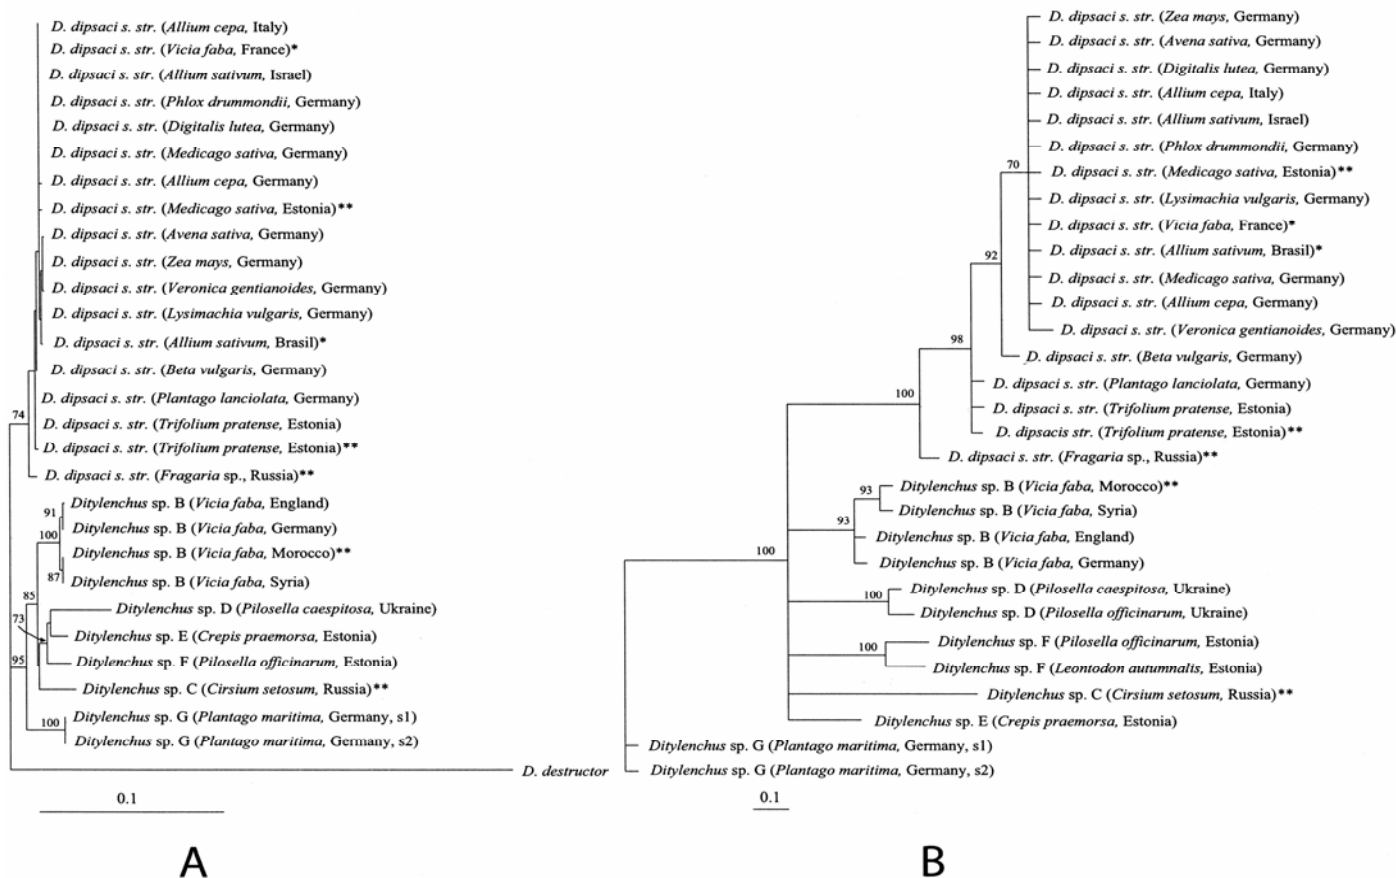 D. dipsaci s. str. (Allium cepa, Italy)
D. dipsaci s. str. (Vicia faba, France)*
D. dipsaci s. str. (Allium sativum, Israel)
D. dipsaci s. str. (Phlox drummondii, Germany)
D. dipsaci s. str. (Digitalis lutea, Germany)
D. dipsaci s. str. (Medicago sativa, Germany)
D. dipsaci s. str. (Allium cepa, Germany)
D. dipsaci s. str. (Medicago sativa, Estonia)**
D. dipsaci s. str. (Avena sativa, Germany)
D. dipsaci s. str. (Zea mays, Germany)
D. dipsaci s. str. (Veronica gentianoides, Germany)
D. dipsaci s. str. (Lysimachia vulgaris, Germany)
D. dipsaci s. str. (Allium sativum, Brasil)*
D. dipsaci s. str. (Beta vulgaris, Germany)
D. dipsaci s. str. (Plantago lanciolata, Germany)
74
D. dipsaci s. str. (Trifolium pratense, Estonia)
D. dipsaci s. str. (Trifolium pratense, Estonia)**
D. dipsaci s. str. (Fragaria sp., Russia)**
Ditylenchus sp. B (Vicia faba, England)
91
Ditylenchus sp. B (Vicia faba, Germany)
100
Ditylenchus sp. B (Vicia faba, Morocco)**
87
Ditylenchus sp. B (Vicia faba, Syria)
85
Ditylenchus sp. D (Pilosella caespitosa, Ukraine)
73
Ditylenchus sp. E (Crepis praemorsa, Estonia)
95
Ditylenchus sp. F (Pilosella officinarum, Estonia)
Ditylenchus sp. C (Cirsium setosum, Russia)**
100
Ditylenchus sp. G (Plantago maritima, Germany, s1)
Ditylenchus sp. G (Plantago maritima, Germany, s2)
D. destructor
0.1
A
D. dipsaci s. str. (Zea mays, Germany)
D. dipsaci s. str. (Avena sativa, Germany)
D. dipsaci s. str. (Digitalis lutea, Germany)
D. dipsaci s. str. (Allium cepa, Italy)
D. dipsaci s. str. (Allium sativum, Israel)
D. dipsaci s. str. (Phlox drummondii, Germany)
70
D. dipsaci s. str. (Medicago sativa, Estonia)**
D. dipsaci s. str. (Lysimachia vulgaris, Germany)
D. dipsaci s. str. (Vicia faba, France)*
D. dipsaci s. str. (Allium sativum, Brasil)*
92
D. dipsaci s. str. (Medicago sativa, Germany)
D. dipsaci s. str. (Allium cepa, Germany)
D. dipsaci s. str. (Veronica gentianoides, Germany)
98
D. dipsaci s. str. (Beta vulgaris, Germany)
D. dipsaci s. str. (Plantago lanciolata, Germany)
100
D. dipsaci s. str. (Trifolium pratense, Estonia)
D. dipsacis str. (Trifolium pratense, Estonia)**
D. dipsaci s. str. (Fragaria sp., Russia)**
93
Ditylenchus sp. B (Vicia faba, Morocco)**
Ditylenchus sp. B (Vicia faba, Syria)
93
Ditylenchus sp. B (Vicia faba, England)
100
Ditylenchus sp. B (Vicia faba, Germany)
Ditylenchus sp. D (Pilosella caespitosa, Ukraine)
100
Ditylenchus sp. D (Pilosella officinarum, Ukraine)
Ditylenchus sp. F (Pilosella officinarum, Estonia)
100
Ditylenchus sp. F (Leontodon autumnalis, Estonia)
Ditylenchus sp. C (Cirsium setosum, Russia)**
Ditylenchus sp. E (Crepis praemorsa, Estonia)
Ditylenchus sp. G (Plantago maritima, Germany, s1)
Ditylenchus sp. G (Plantago maritima, Germany, s2)
0.1
B